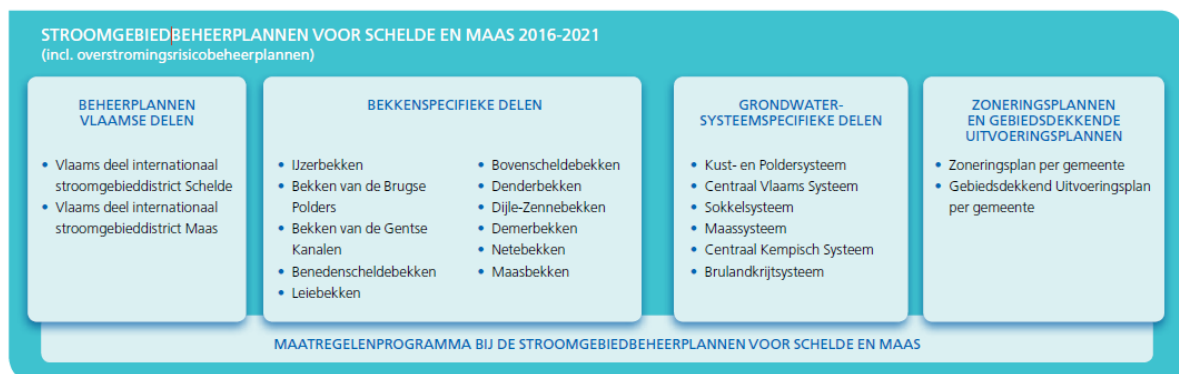 STROOMGEBIEDBEHEERPLANNEN VOOR SCHELDE EN MAAS 2016-2021
(incl. overstromingsrisicobeheerplannen)
BEHEERPLANNEN
VLAAMSE DELEN
• Vlaams deel internationaal
stroomgebieddistrict Schelde
• Vlaams deel internationaal
stroomgebieddistrict Maas
BEKKENSPECIFIEKE DELEN
• IJzerbekken
• Bekken van de Brugse
Polders
• Bekken van de Gentse
Kanalen
• Benedenscheldebekken
• Leiebekken
• Bovenscheldebekken
• Denderbekken
• Dijle-Zennebekken
• Demerbekken
• Netebekken
• Maasbekken
GRONDWATER-
SYSTEEMSPECIFIEKE DELEN
• Kust- en Poldersysteem
• Centraal Vlaams Systeem
• Sokkelsysteem
• Maassysteem
• Centraal Kempisch Systeem
• Brulandkrijtsysteem
ZONERINGSPLANNEN
EN GEBIEDSDEKKENDE
UITVOERINGSPLANNEN
• Zoneringsplan per gemeente
• Gebiedsdekkend Uitvoeringsplan
per gemeente
MAATREGELENPROGRAMMA BIJ DE STROOMGEBIEDBEHEERPLANNEN VOOR SCHELDE EN MAAS